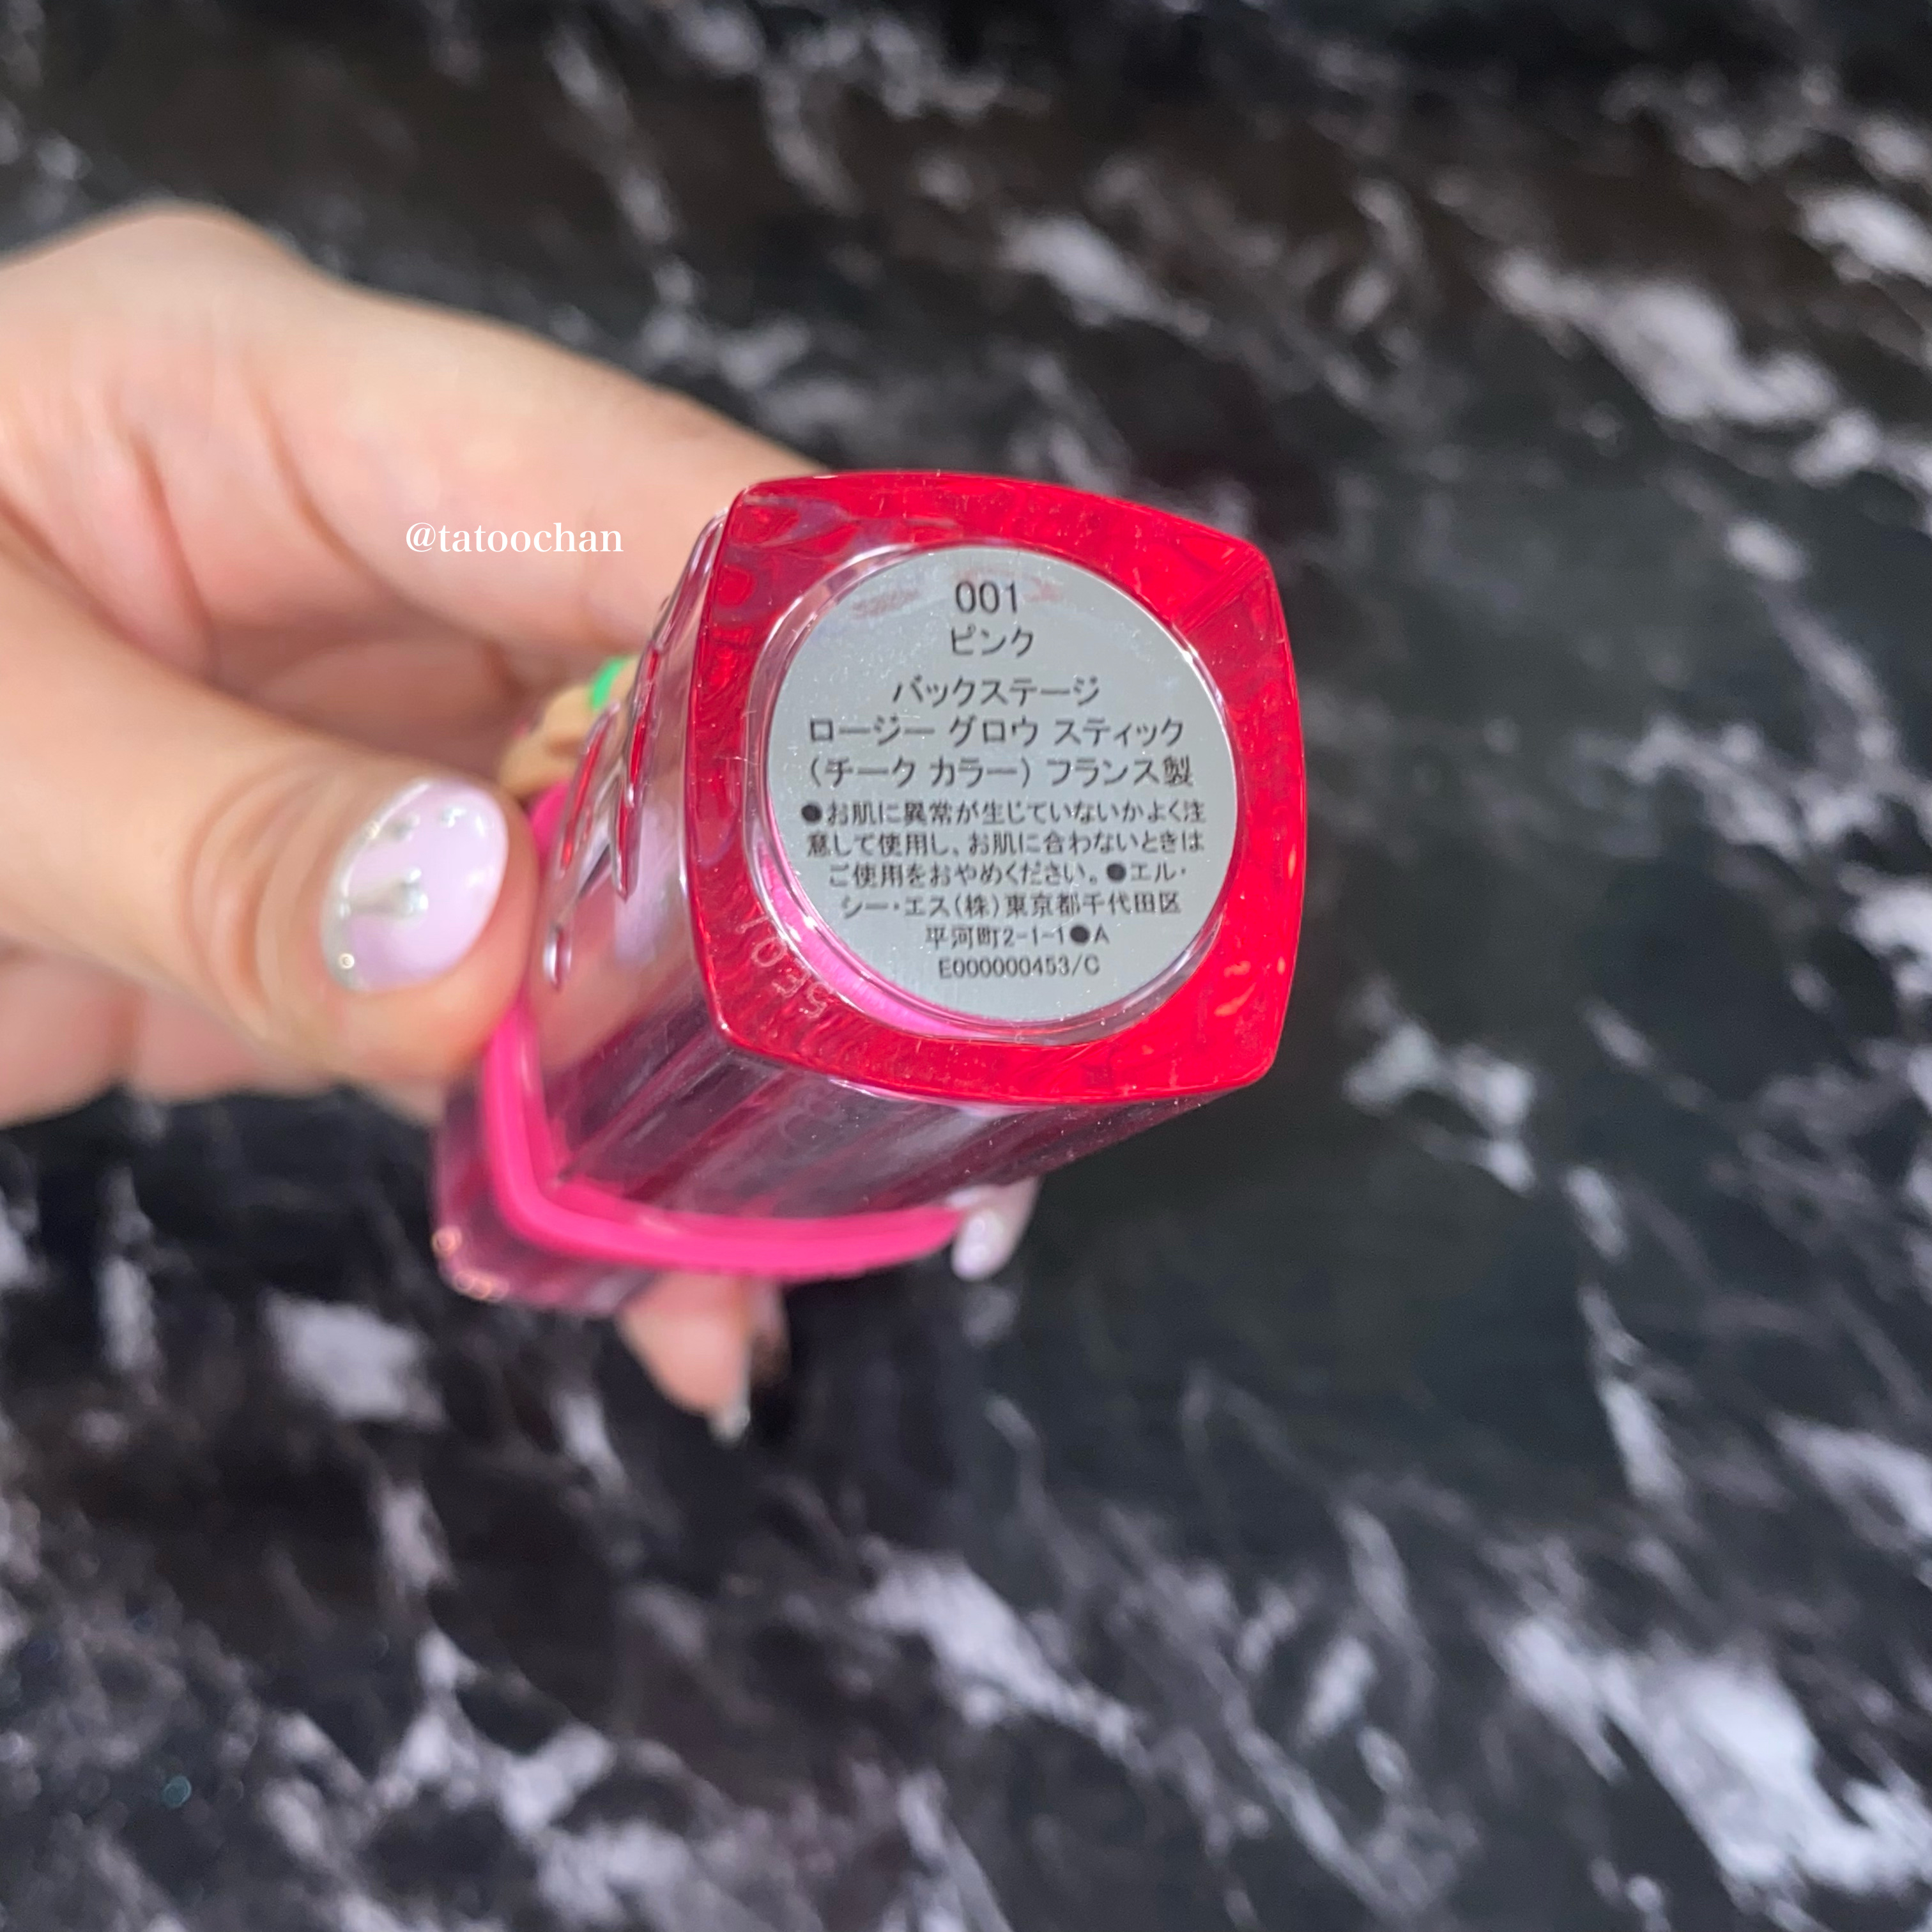 @tatoochan
001
ピンク
バックステージ
ロージー グロウ スティック
(チーク カラー) フランス製
●お肌に異常が生じていないかよく注
意して使用し、お肌に合わないときは
ご使用をおやめください。●エル・
シー・エス(株)東京都千代田区
平河町2-1-1●A
E000000453/C
5E01